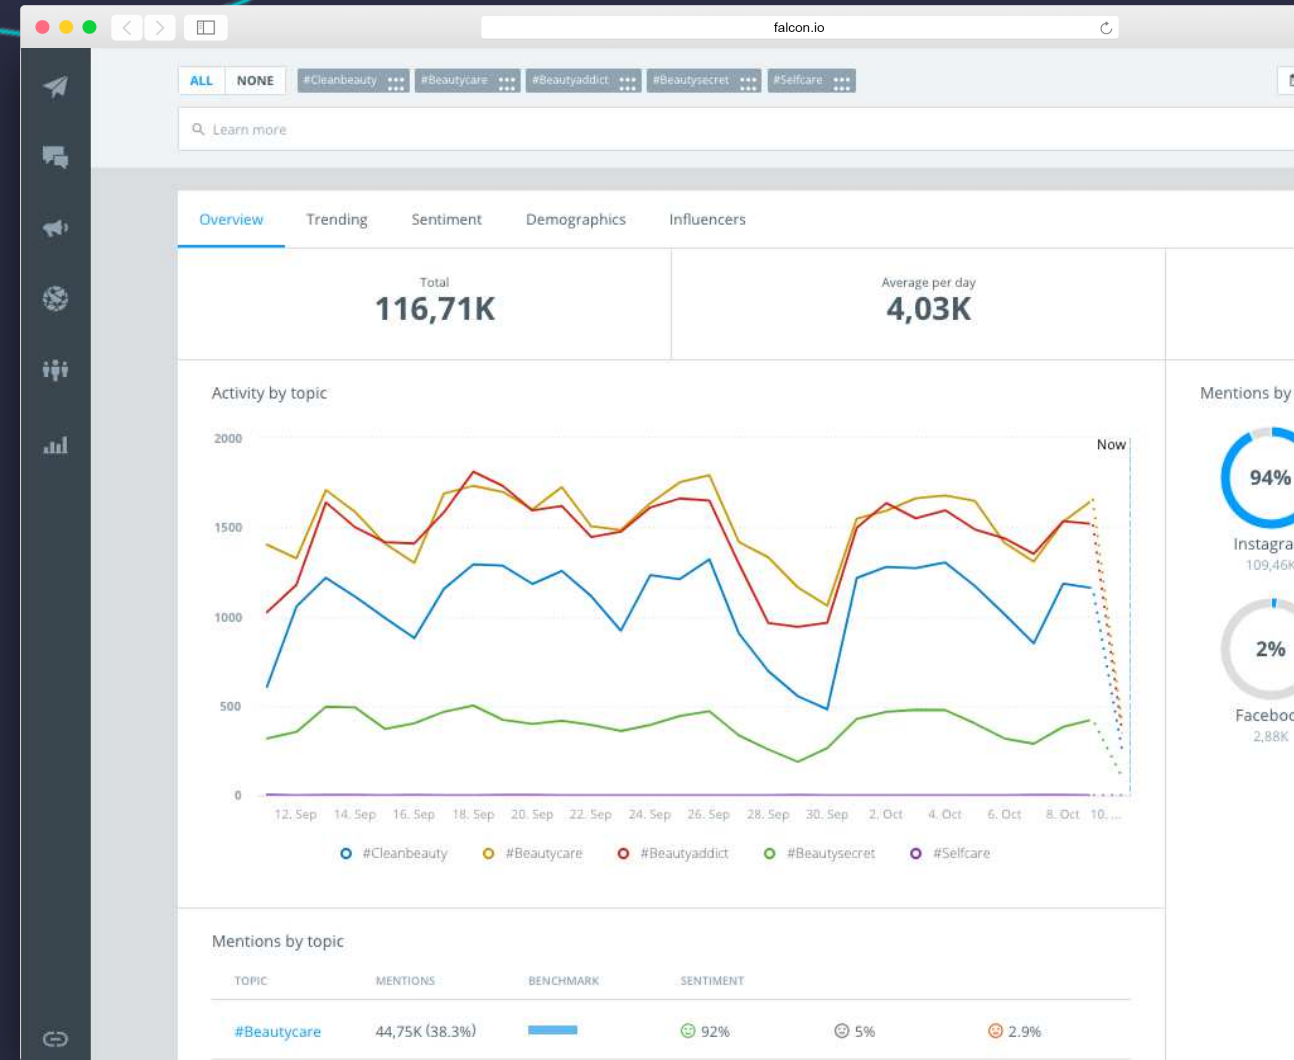 falcon.io
ALL NONE #Cleanbeauty #Beautycare #Beautyaddict #Beautysecret #Selfcare
Learn more
Overview Trending Sentiment Demographics Influencers
Total
116,71K
Average per day
4,03K
Activity by topic
2000
1500
1000
500
0
Now
12. Sep 14. Sep 16. Sep 18. Sep 20. Sep 22. Sep 24. Sep 26. Sep 28. Sep 30. Sep 2. Oct 4. Oct 6. Oct 8. Oct 10. ...
#Cleanbeauty #Beautycare #Beautyaddict #Beautysecret #Selfcare
Mentions by
94%
Instagra
109,46K
2%
Faceboo
2,88K
Mentions by topic
TOPIC MENTIONS BENCHMARK SENTIMENT
#Beautycare 44,75K (38.3%) 92% 5% 2.9%